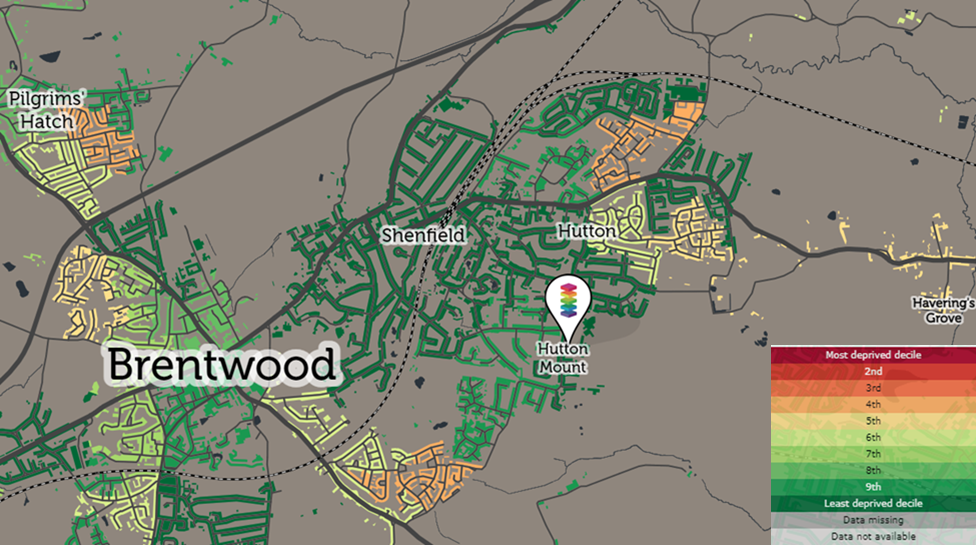 Pilgrims'
Hatch
Shenfield
Hutton
Havering's
Grove
Hutton
Mount
Brentwood
Most deprived decile
2nd
3rd
4th
5th
6th
7th
8th
9th
Least deprived decile
Data missing
Data not available